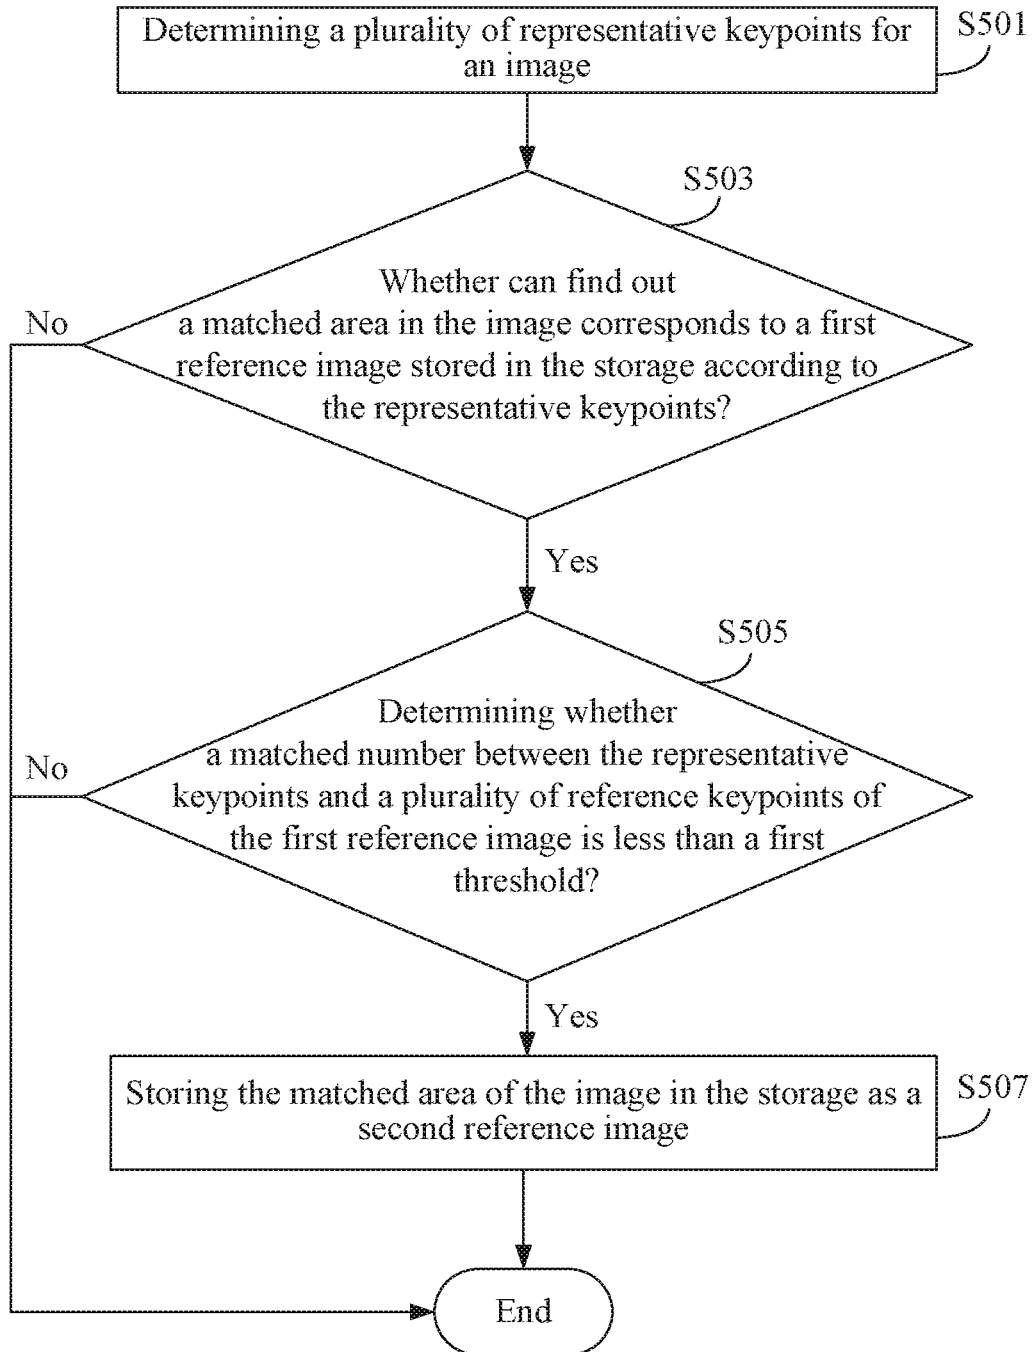 Determining a plurality of representative keypoints for
an image
S501
S503
Whether can find out
a matched area in the image corresponds to a first
reference image stored in the storage according to
the representative keypoints?
No
Yes
S505
Determining whether
a matched number between the representative
keypoints and a plurality of reference keypoints of
the first reference image is less than a first
threshold?
No
Yes
Storing the matched area of the image in the storage as a
second reference image
S507
End